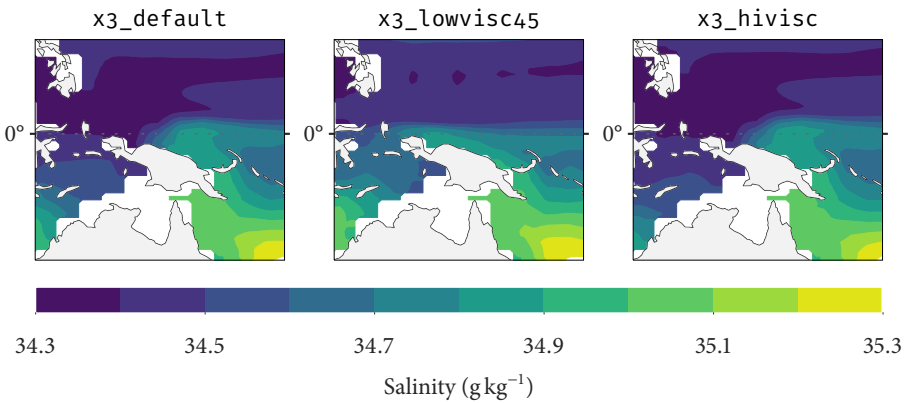 x3_default x3_lowvisc45 x3_hivisc
0° 0° 0°
34.3 34.5 34.7 34.9 35.1 35.3
Salinity (g kg⁻¹)